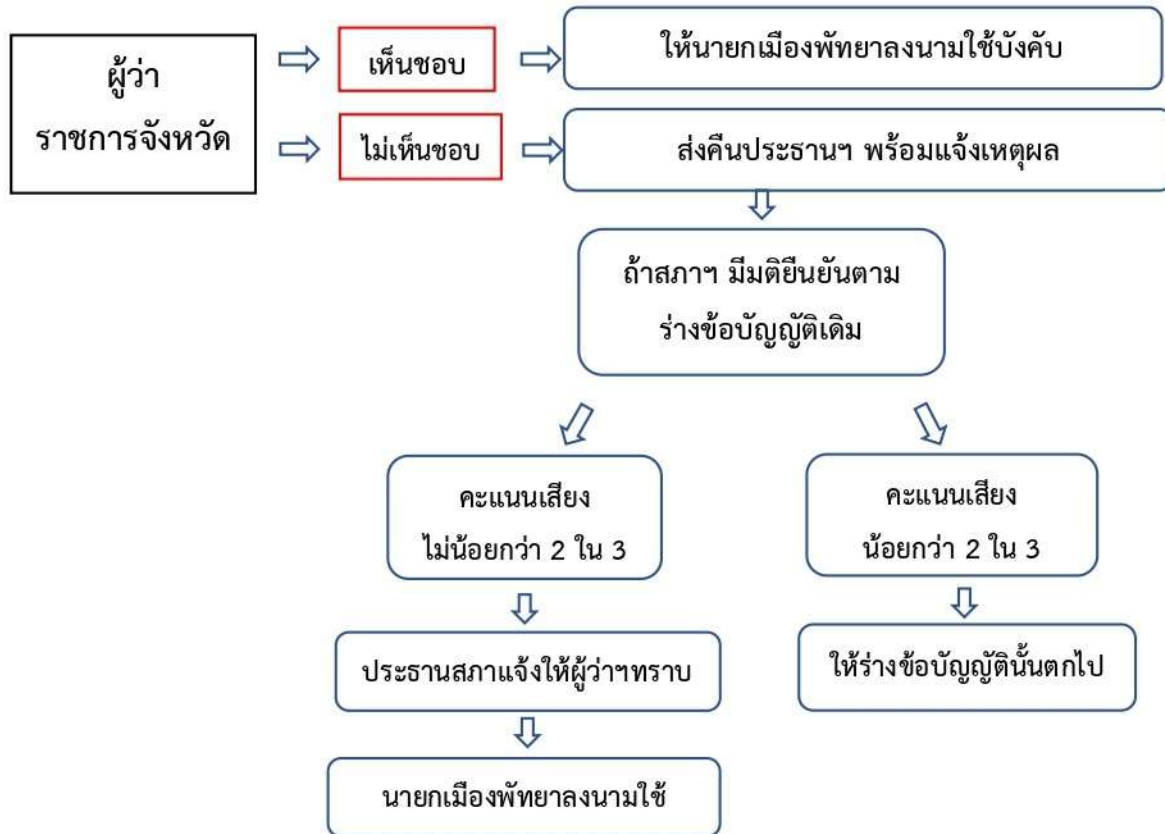 ผู้ว่า
ราชการจังหวัด
เห็นชอบ
ให้นายกเมืองพัทยาลงนามใช้บังคับ
ไม่เห็นชอบ
ส่งคืนประธานฯ พร้อมแจ้งเหตุผล
ถ้าสภาฯ มีมติยืนยันตาม
ร่างข้อบัญญัติเดิม
คะแนนเสียง
ไม่น้อยกว่า 2 ใน 3
คะแนนเสียง
น้อยกว่า 2 ใน 3
ประธานสภาแจ้งให้ผู้ว่าฯทราบ
ให้ร่างข้อบัญญัตินั้นตกไป
นายกเมืองพัทยาลงนามใช้